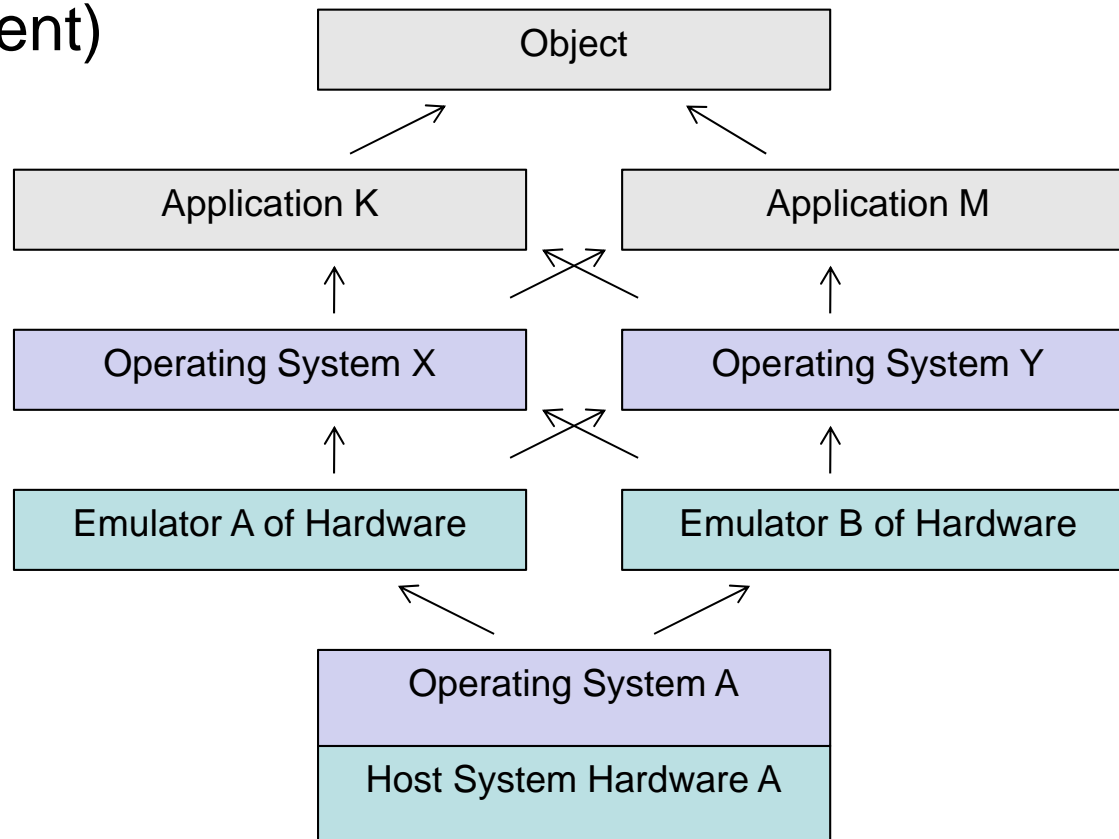 ent)
Object
Application K
Application M
Operating System X
Operating System Y
Emulator A of Hardware
Emulator B of Hardware
Operating System A
Host System Hardware A